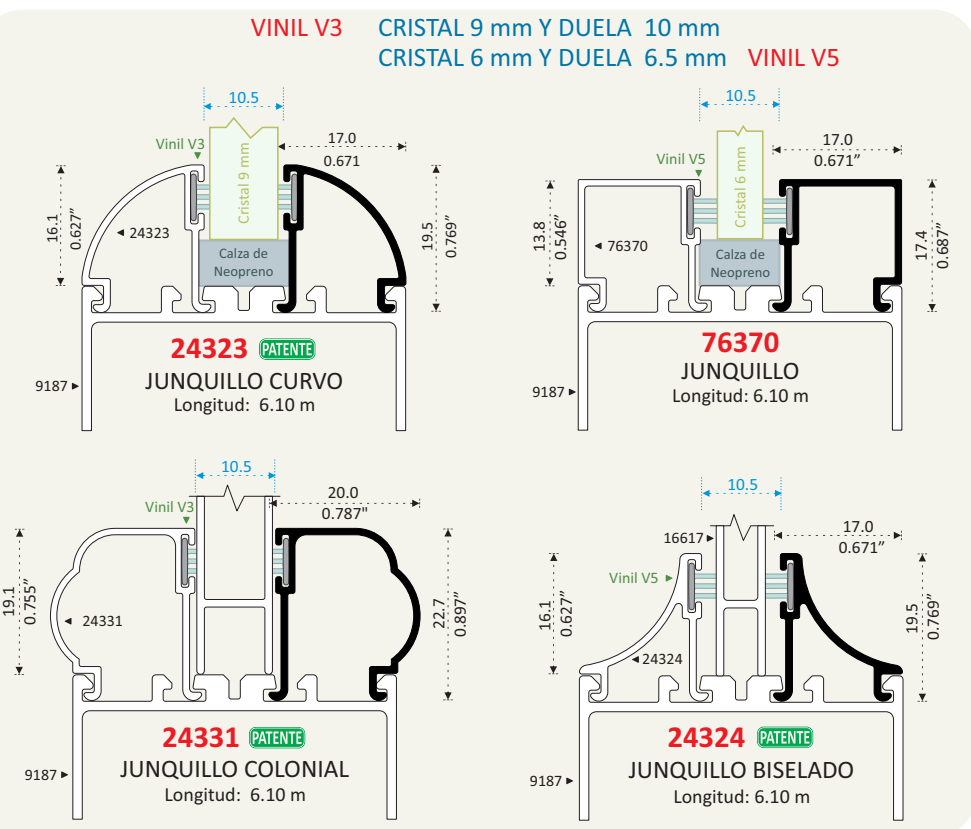 VINIL V3 CRISTAL 9 mm Y DUELA 10 mm
CRISTAL 6 mm Y DUELA 6.5 mm VINIL V5
10.5
Vinil V3
17.0
0.671
Cristal 9 mm
16.1
0.627”
24323
19.5
0.769”
Calza de
Neopreno
24323 PATENTE
JUNQUILLO CURVO
Longitud: 6.10 m
9187
10.5
Vinil V5
17.0
0.671”
Cristal 6 mm
13.8
0.546”
76370
17.4
0.687”
Calza de
Neopreno
76370
JUNQUILLO
Longitud: 6.10 m
9187
10.5
Vinil V3
20.0
0.787"
19.1
0.755”
24331
22.7
0.897”
24331 PATENTE
JUNQUILLO COLONIAL
Longitud: 6.10 m
9187
10.5
16617
17.0
0.671”
Vinil V5
16.1
0.627”
24324
19.5
0.769”
24324 PATENTE
JUNQUILLO BISELADO
Longitud: 6.10 m
9187